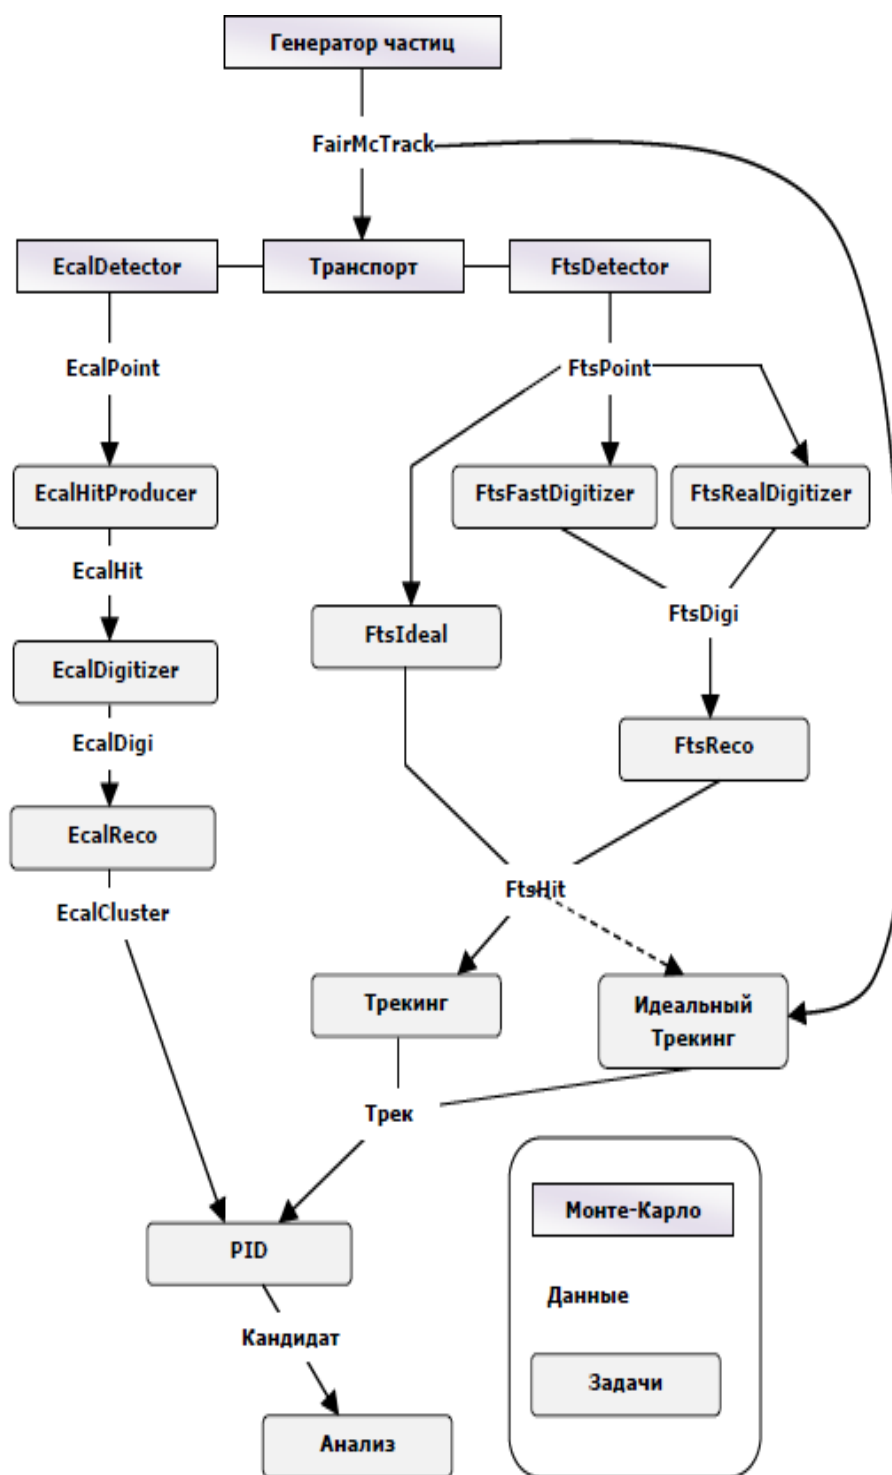 Генератор частиц
FairMcTrack
EcalDetector
Транспорт
FtsDetector
EcalPoint
FtsPoint
EcalHitProducer
FtsFastDigitizer
FtsRealDigitizer
EcalHit
FtsDigi
FtsIdeal
EcalDigitizer
EcalDigi
FtsReco
EcalReco
FtsHit
EcalCluster
Трекинг
Идеальный
Трекинг
Трек
Монте-Карло
PID
Данные
Кандидат
Задачи
Анализ